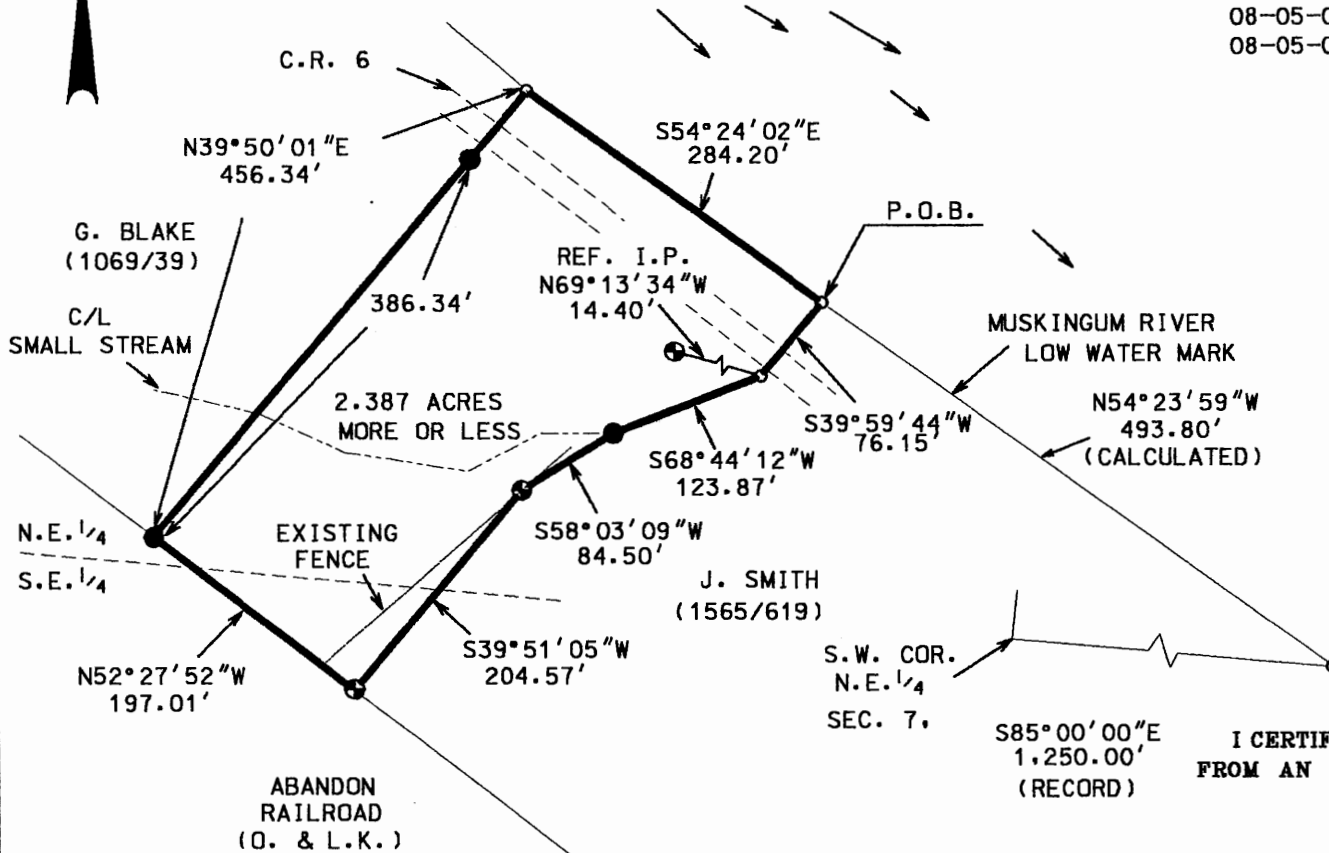 08-05-0
08-05-0
C.R. 6
N39°50'01"E
456.34'
S54°24'02"E
284.20'
P.O.B.
G. BLAKE
(1069/39)
REF. I.P.
N69°13'34"W
14.40'
386.34'
C/L
SMALL STREAM
MUSKINGUM RIVER
LOW WATER MARK
2.387 ACRES
MORE OR LESS
N54°23'59"W
493.80'
(CALCULATED)
S39°59'44"W
76.15'
S68°44'12"W
123.87'
N.E.1/4
S.E.1/4
EXISTING
FENCE
S58°03'09"W
84.50'
J. SMITH
(1565/619)
S39°51'05"W
204.57'
N52°27'52"W
197.01'
S.W. COR.
N.E.1/4
SEC. 7,
S85°00'00"E
1,250.00'
(RECORD)
I CERTIF
FROM AN
ABANDON
RAILROAD
(O. & L.K.)